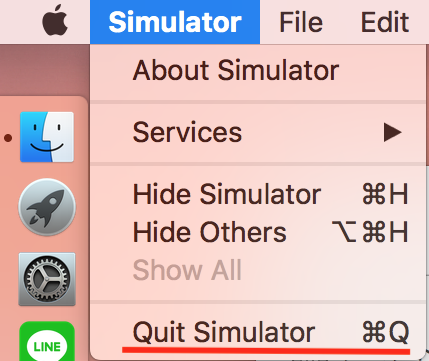 Simulator File Edit
About Simulator
Services
Hide Simulator ⌘H
Hide Others ⌥⌘H
Show All
Quit Simulator ⌘Q
LINE